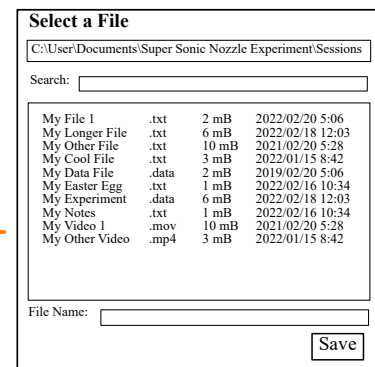 Select a File
C:\User\Documents\Super Sonic Nozzle Experiment\Sessions
Search:
My File 1 .txt 2 mB 2022/02/20 5:06
My Longer File .txt 6 mB 2022/02/18 12:03
My Other File .txt 10 mB 2021/02/20 5:28
My Cool File .txt 3 mB 2022/01/15 8:42
My Data File .data 2 mB 2019/02/20 5:06
My Easter Egg .txt 1 mB 2022/02/16 10:34
My Experiment .data 6 mB 2022/02/18 12:03
My Notes .txt 1 mB 2022/02/16 10:34
My Video 1 .mov 10 mB 2021/02/20 5:28
My Other Video .mp4 3 mB 2022/01/15 8:42
File Name:
Save